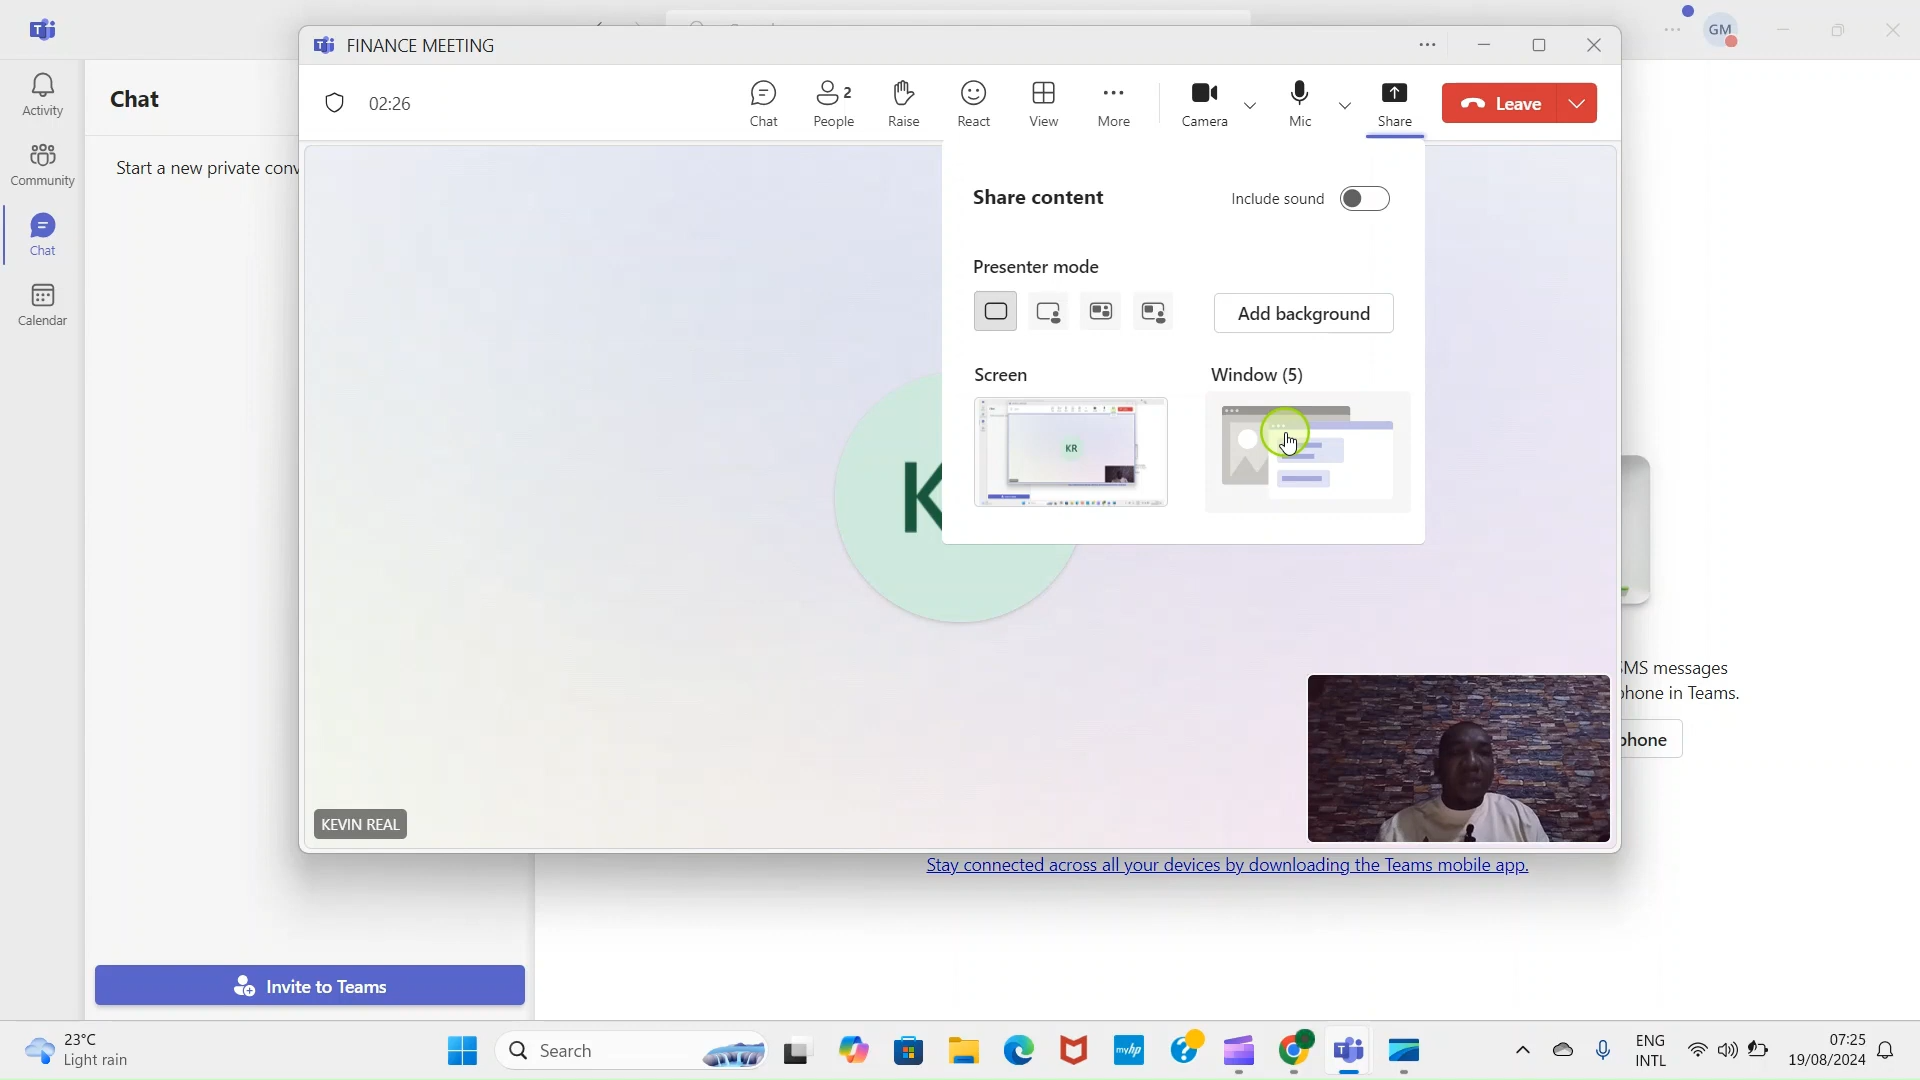 GM
FINANCE MEETING
Activity
Community
Chat
Calendar
Chat
Start a new private conv
02:26
Chat
2
People
Raise
React
View
More
Camera
Mic
Share
Leave
Share content
Include sound
Presenter mode
Add background
Screen
Window (5)
KR
K
KEVIN REAL
SMS messages
phone in Teams.
phone
Stay connected across all your devices by downloading the Teams mobile app.
Invite to Teams
23°C
Light rain
Search
myhp
ENG
INTL
07:25
19/08/2024